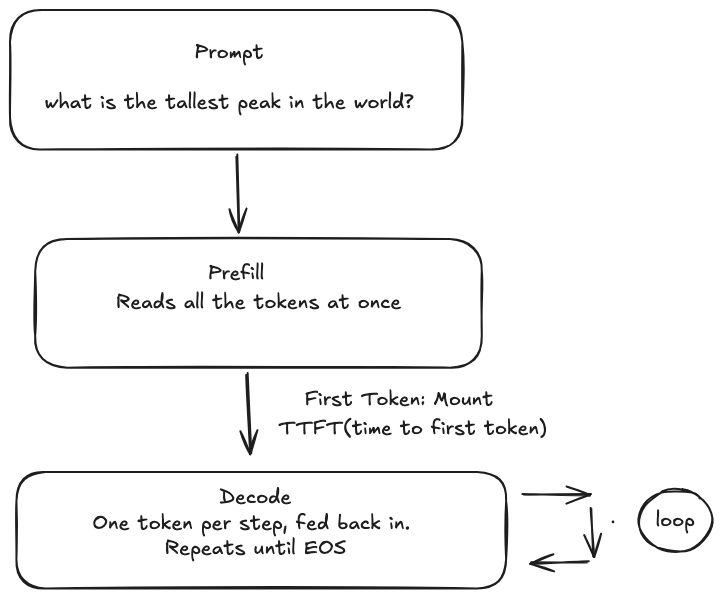 Prompt
what is the tallest peak in the world?
Prefill
Reads all the tokens at once
First Token: Mount
TTFT(time to first token)
Decode
One token per step, fed back in.
Repeats until EOS
loop